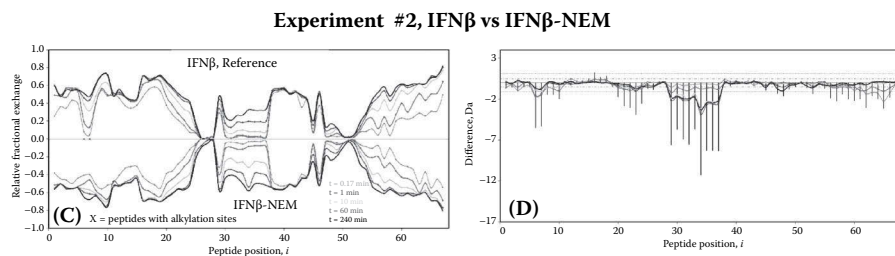 Experiment #2, IFNβ vs IFNβ-NEM
Relative fractional exchange
1.0
0.8
0.6
0.4
0.2
0.0
−0.2
−0.4
−0.6
−0.8
−1.0
IFNβ, Reference
IFNβ-NEM
t = 0.17 min
t = 1 min
t = 10 min
t = 60 min
t = 240 min
(C)
X = peptides with alkylation sites
0 10 20 30 40 50 60
Peptide position, i
Difference, Da
3
−2
−7
−12
−17
(D)
0 10 20 30 40 50 60
Peptide position, i